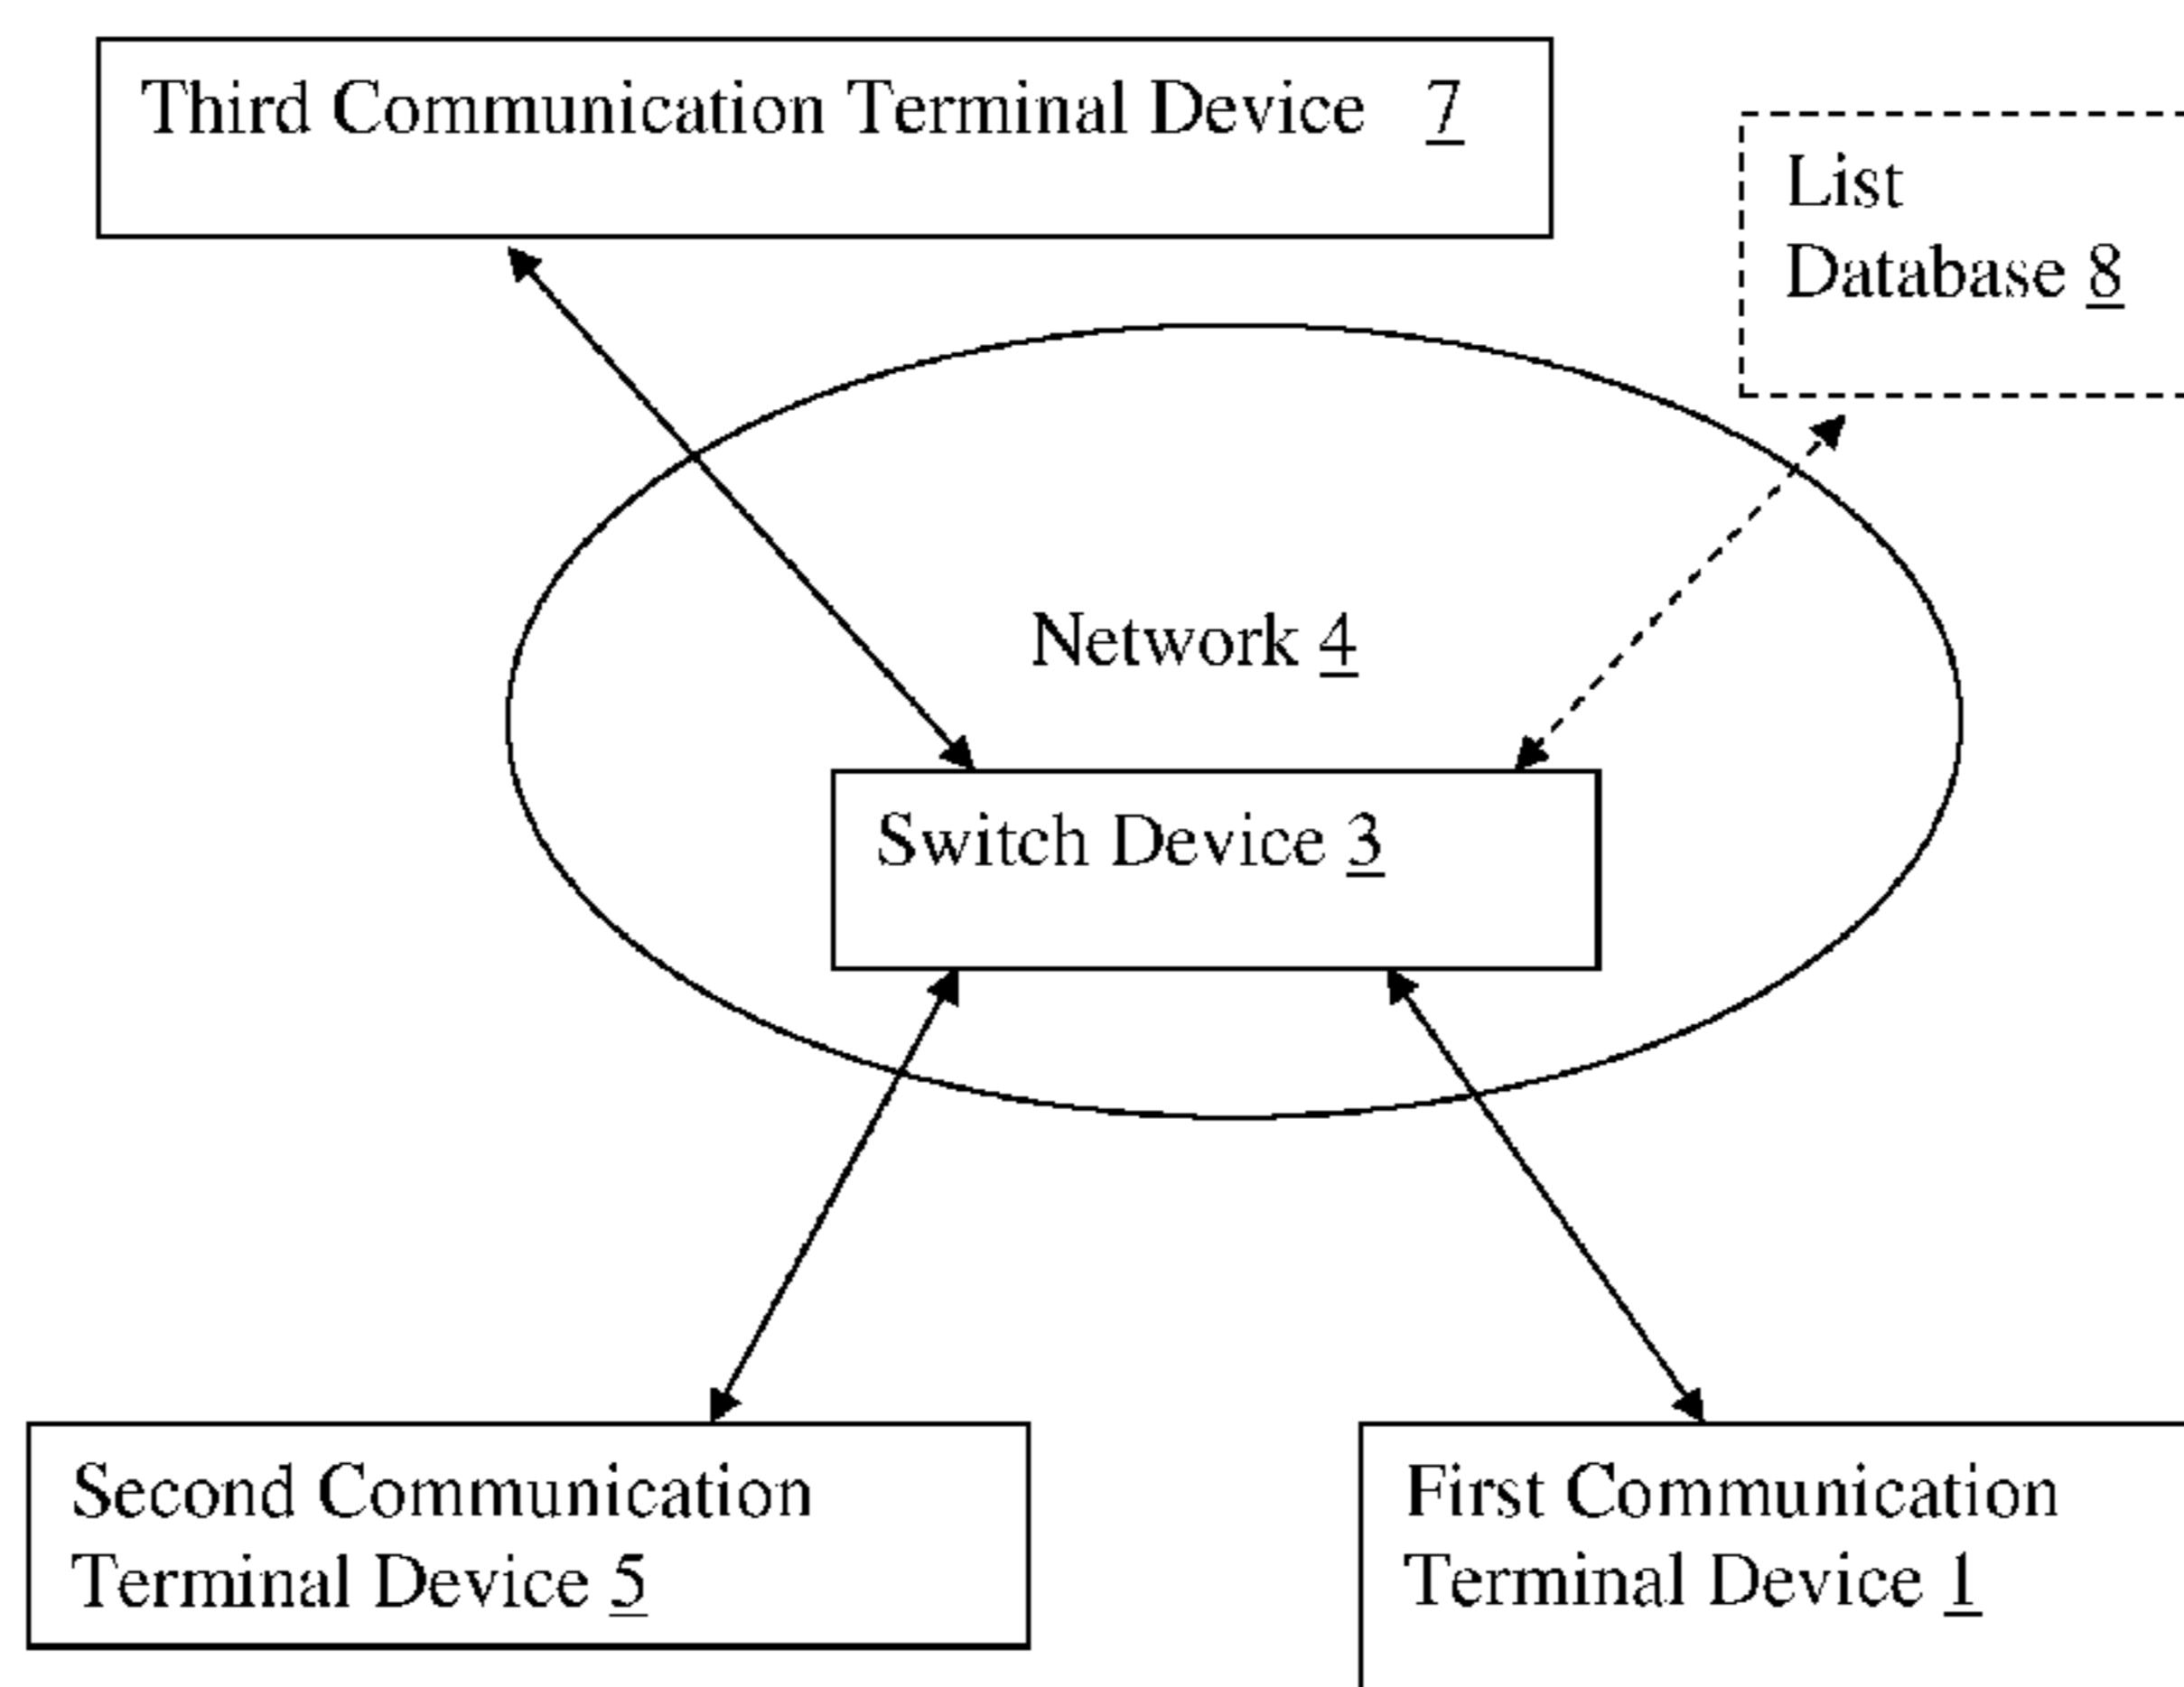 Third Communication Terminal Device 7
List
Database 8
Network 4
Switch Device 3
Second Communication
Terminal Device 5
First Communication
Terminal Device 1